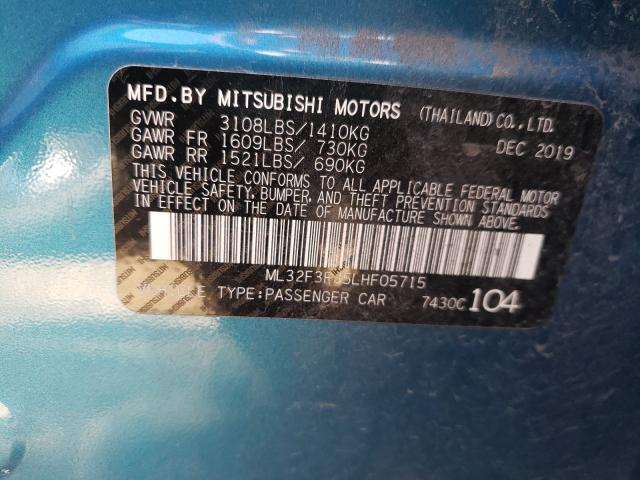 MFD.BY MITSUBISHI MOTORS (THAILAND) CO., LTD.
GVWR 3108LBS/1410KG DEC 2019
GAWR FR 1609LBS/ 730KG
GAWR RR 1521LBS/ 690KG
THIS VEHICLE CONFORMS TO ALL APPLICABLE FEDERAL MOTOR
VEHICLE SAFETY, BUMPER, AND THEFT PREVENTION STANDARDS
IN EFFECT ON THE DATE OF MANUFACTURE SHOWN ABOVE.
TYPE:PASSENGER CAR 7430C 104